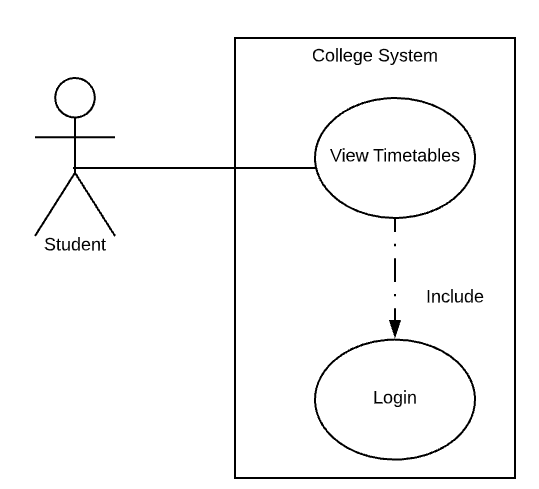 College System
View Timetables
Student
Include
Login